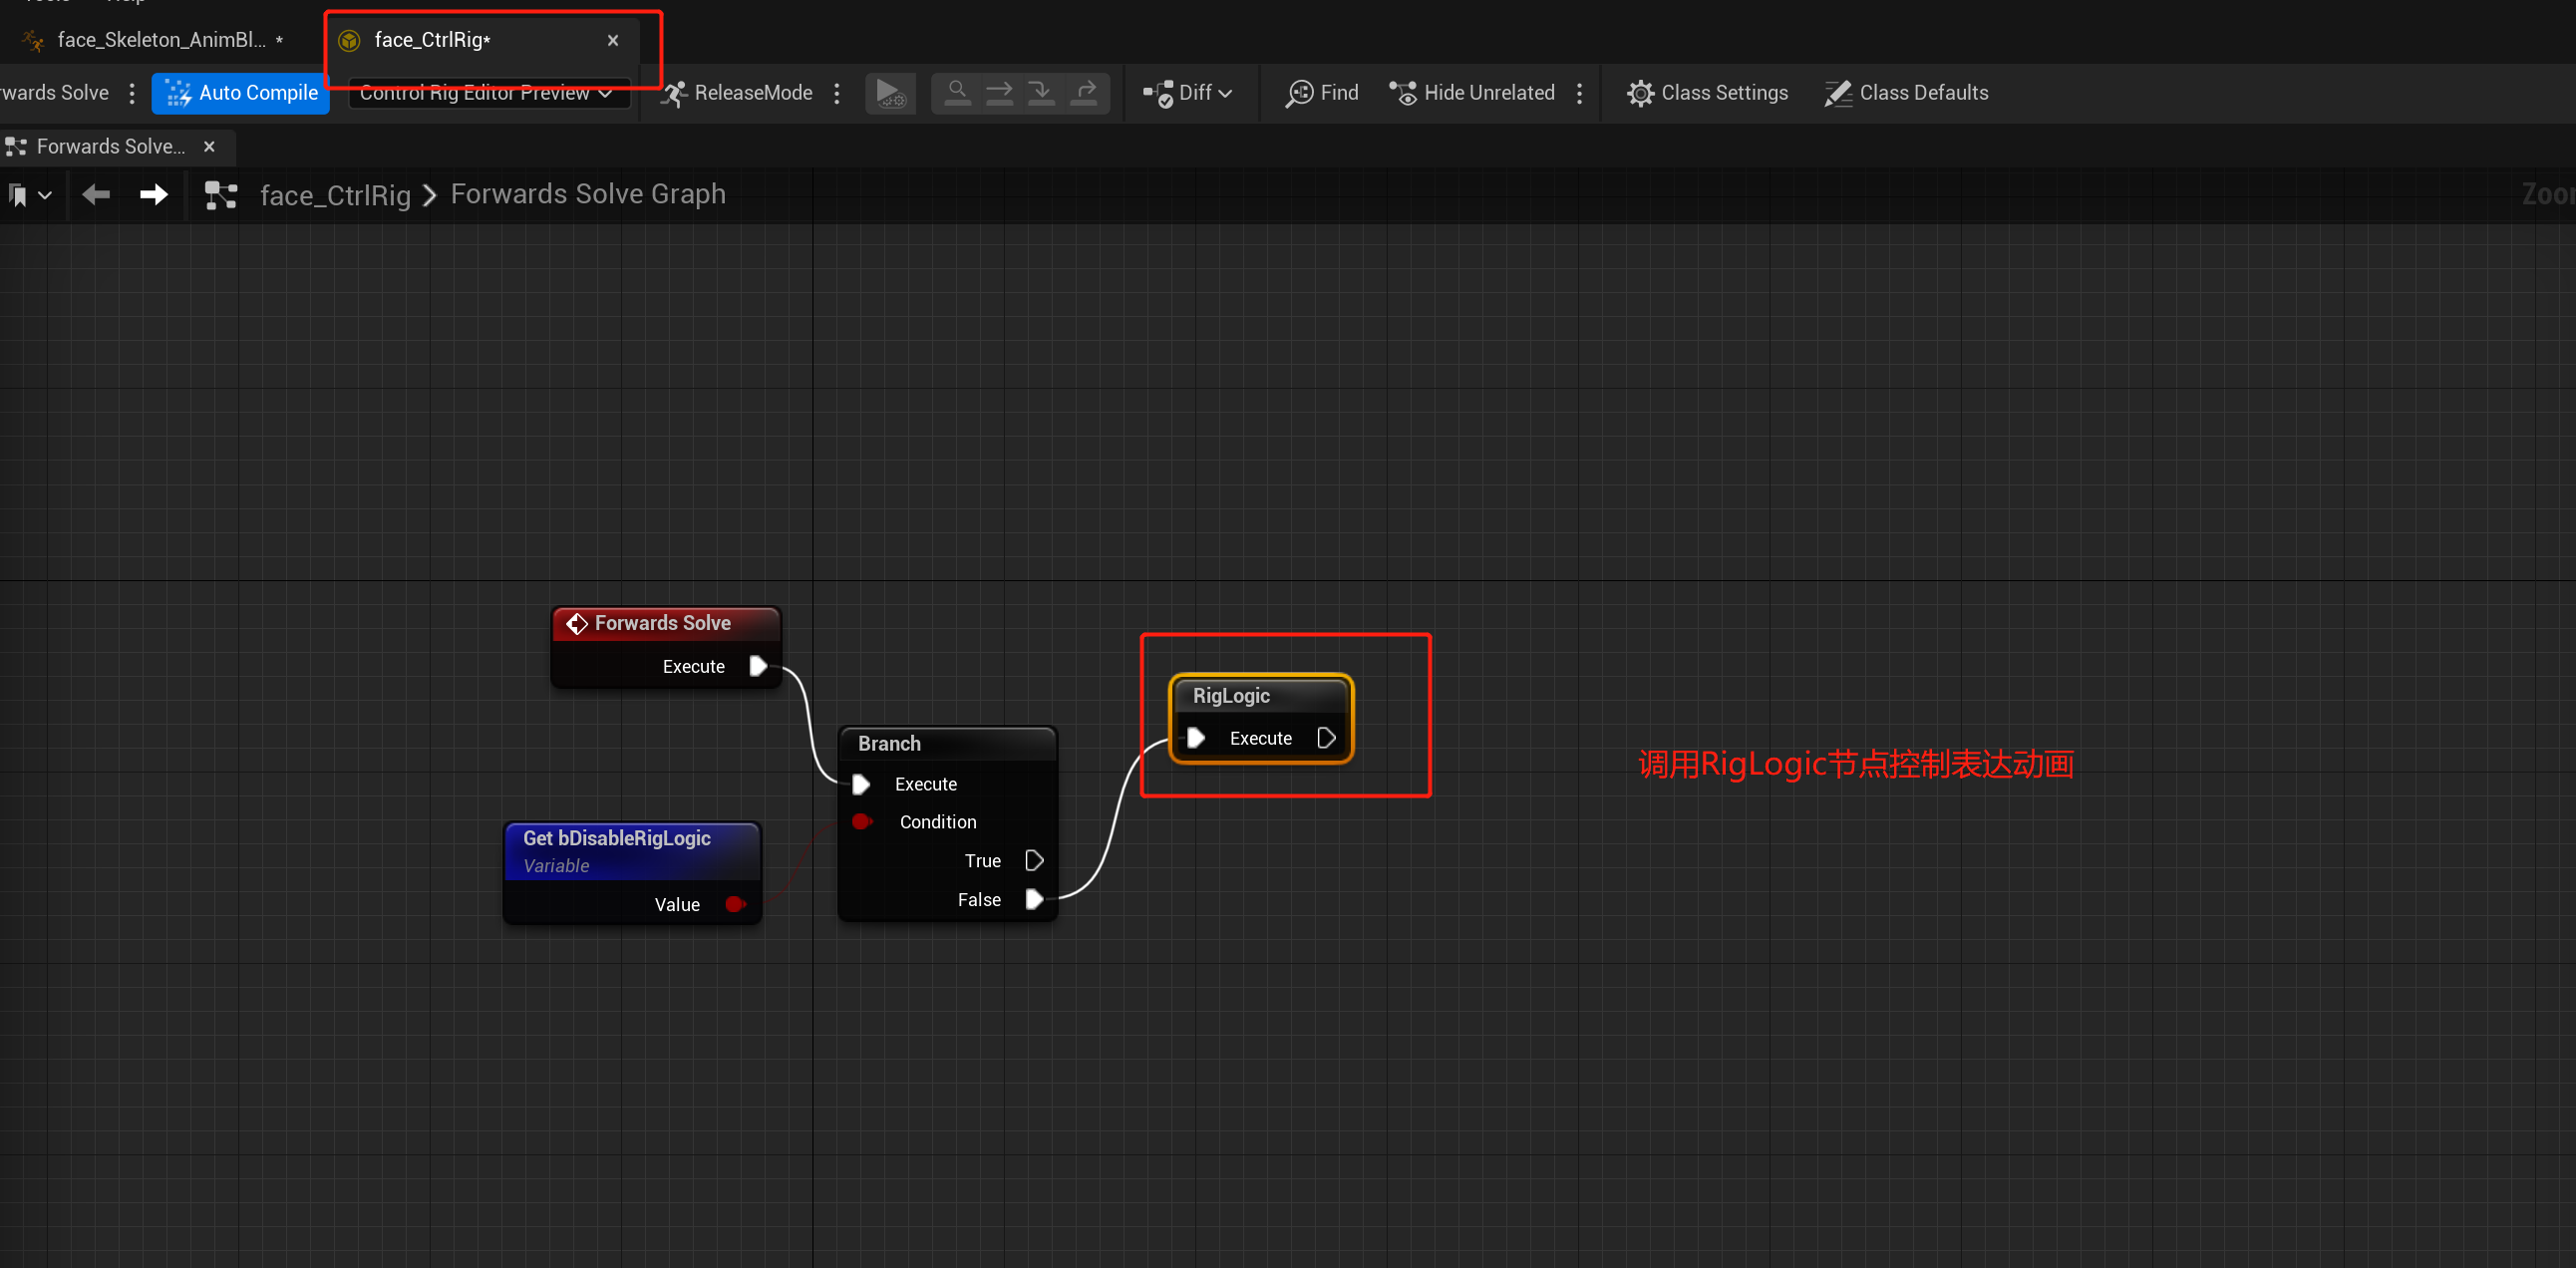 face_Skeleton_AnimBl... *
face_CtrlRig*
wards Solve
Auto Compile
Control Rig Editor Preview
ReleaseMode
Diff
Find
Hide Unrelated
Class Settings
Class Defaults
Forwards Solve...
face_CtrlRig
Forwards Solve Graph
Forwards Solve
Execute
RigLogic
Execute
Branch
Execute
Condition
True
False
Get bDisableRigLogic
Variable
Value
调用RigLogic节点控制表达动画